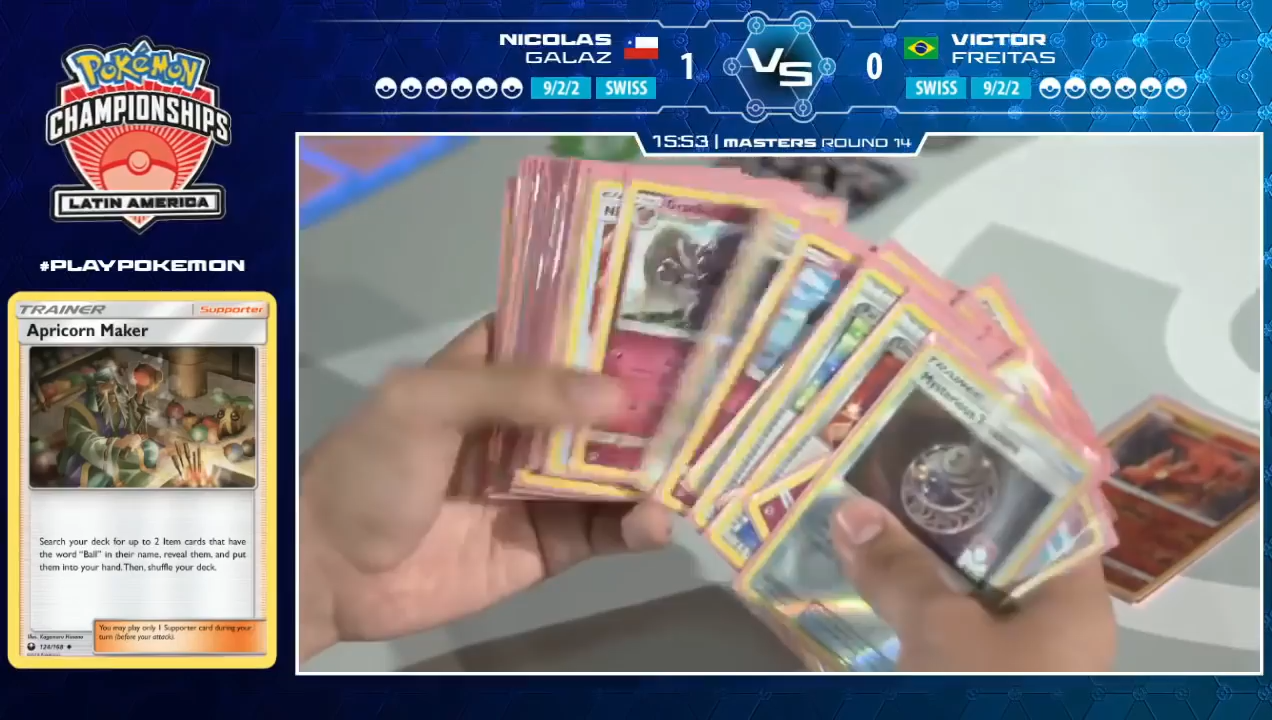 Pokémon
CHAMPIONSHIPS
LATIN AMERICA
#PLAYPOKEMON
NICOLAS
GALAZ
1
VS
0
VICTOR
FREITAS
9/2/2
SWISS
SWISS
9/2/2
15:53 | MASTERS ROUND 14
TRAINER
Supporter
Apricorn Maker
Search your deck for up to 2 Item cards that have
the word "Ball" in their name, reveal them, and put
them into your hand. Then, shuffle your deck.
You may play only 1 Supporter card during your
turn (before your attack).
124/168
TRAINER
Mysterious